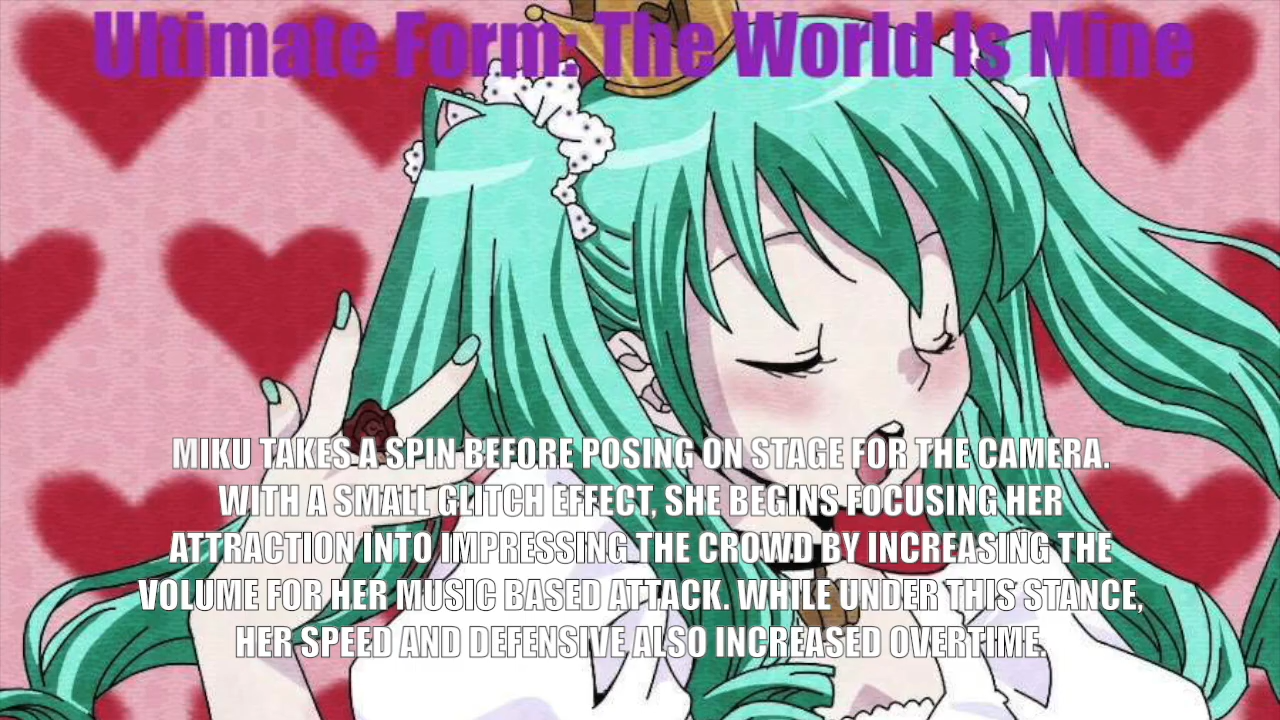 Ultimate Form: The World Is Mine
MIKU TAKES A SPIN BEFORE POSING ON STAGE FOR THE CAMERA.
WITH A SMALL GLITCH EFFECT, SHE BEGINS FOCUSING HER
ATTRACTION INTO IMPRESSING THE CROWD BY INCREASING THE
VOLUME FOR HER MUSIC BASED ATTACK. WHILE UNDER THIS STANCE,
HER SPEED AND DEFENSIVE ALSO INCREASED OVERTIME.